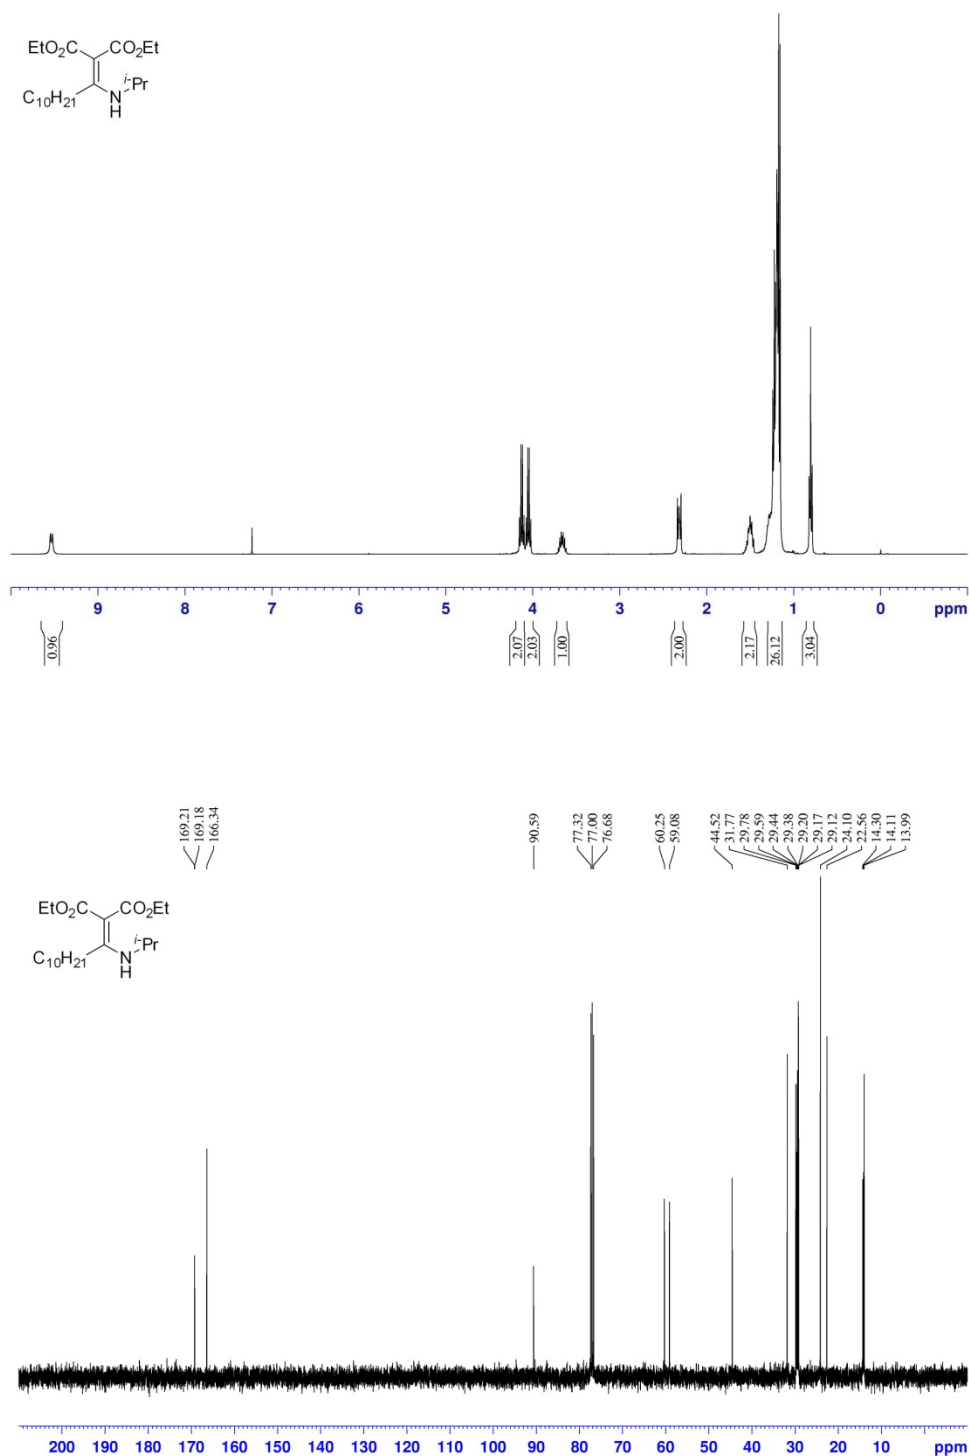 EtO2C CO2Et
i-Pr
C10H21 N
H
9 8 7 6 5 4 3 2 1 0 ppm
0.96 2.07 2.03 1.00 2.00 2.17 26.12 3.04
169.21
169.18
166.34
90.59
77.32
77.00
76.68
60.25
59.08
44.52
31.77
29.78
29.59
29.44
29.38
29.20
29.17
29.12
24.10
22.56
14.30
14.11
13.99
EtO2C CO2Et
i-Pr
C10H21 N
H
200 190 180 170 160 150 140 130 120 110 100 90 80 70 60 50 40 30 20 10 ppm